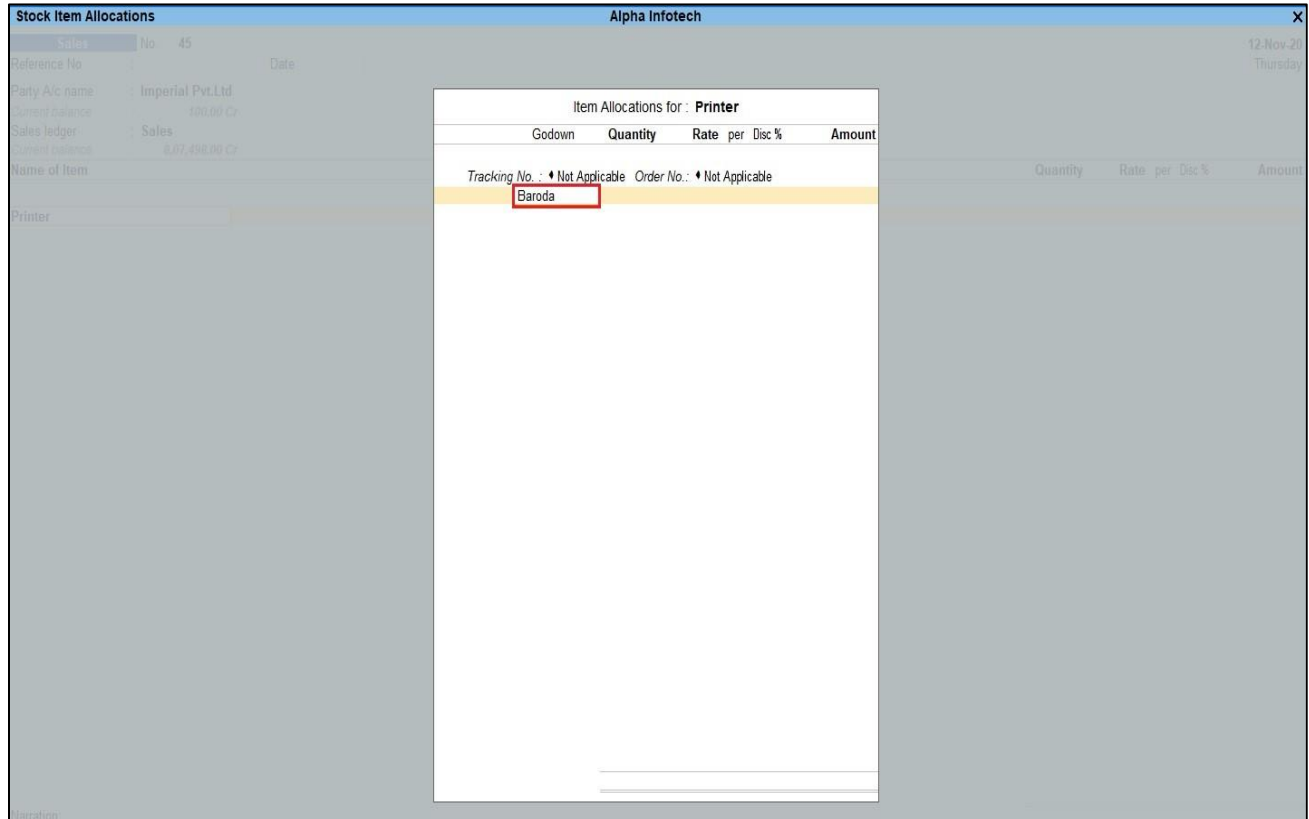 Stock Item Allocations Alpha Infotech X
Sales No. 45 12-Nov-20
Reference No. : Date : Thursday
Party A/c name : Imperial Pvt.Ltd
Current balance : 100.00 Cr
Sales ledger : Sales
Name of Item Quantity Rate per Disc % Amount
Printer
Item Allocations for : Printer
Godown Quantity Rate per Disc % Amount
Tracking No. : ♦ Not Applicable Order No.: ♦ Not Applicable
Baroda
Narration: